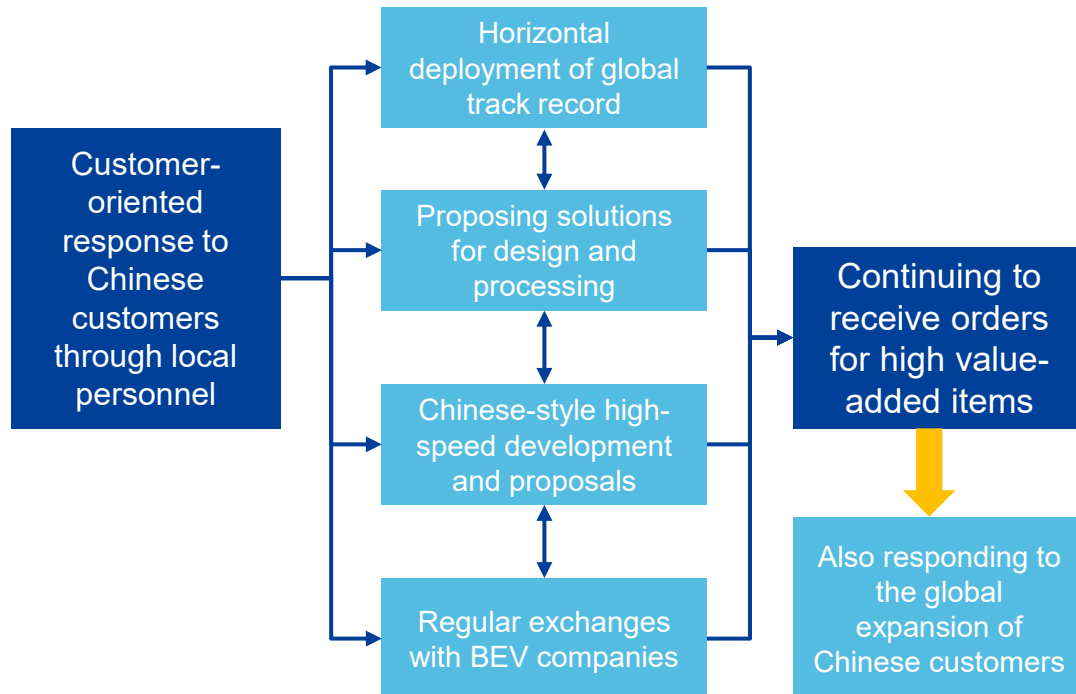 Customer-
oriented
response to
Chinese
customers
through local
personnel
Horizontal
deployment of global
track record
Proposing solutions
for design and
processing
Chinese-style high-
speed development
and proposals
Regular exchanges
with BEV companies
Continuing to
receive orders
for high value-
added items
Also responding to
the global
expansion of
Chinese customers